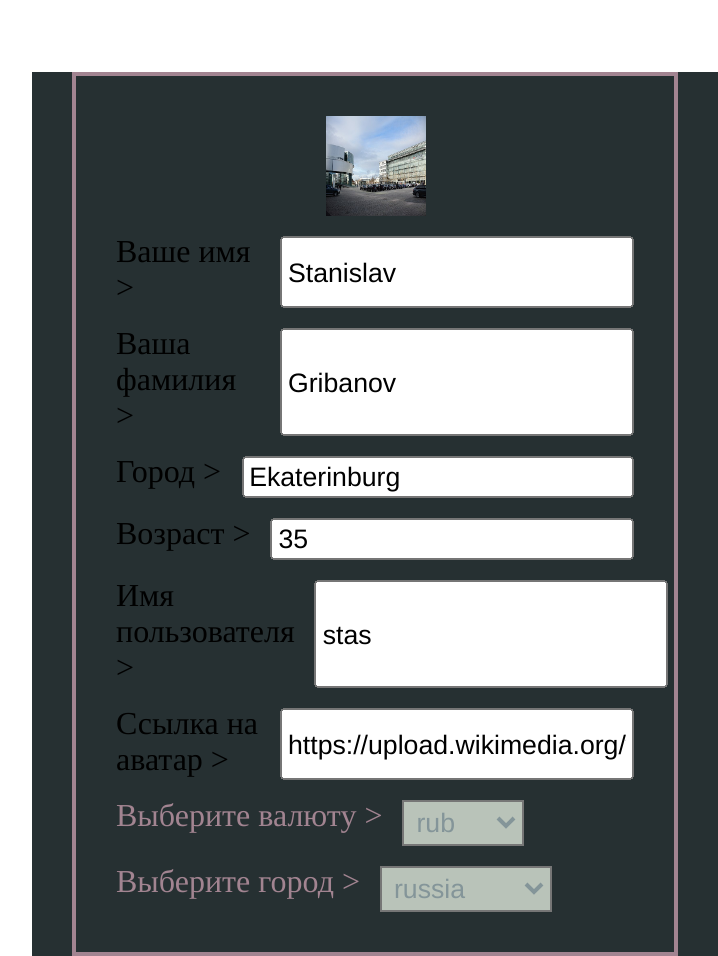 Ваше имя
>
Stanislav
Ваша
фамилия
>
Gribanov
Город >
Ekaterinburg
Возраст >
35
Имя
пользователя
>
stas
Ссылка на
аватар >
https://upload.wikimedia.org/
Выберите валюту >
rub
Выберите город >
russia